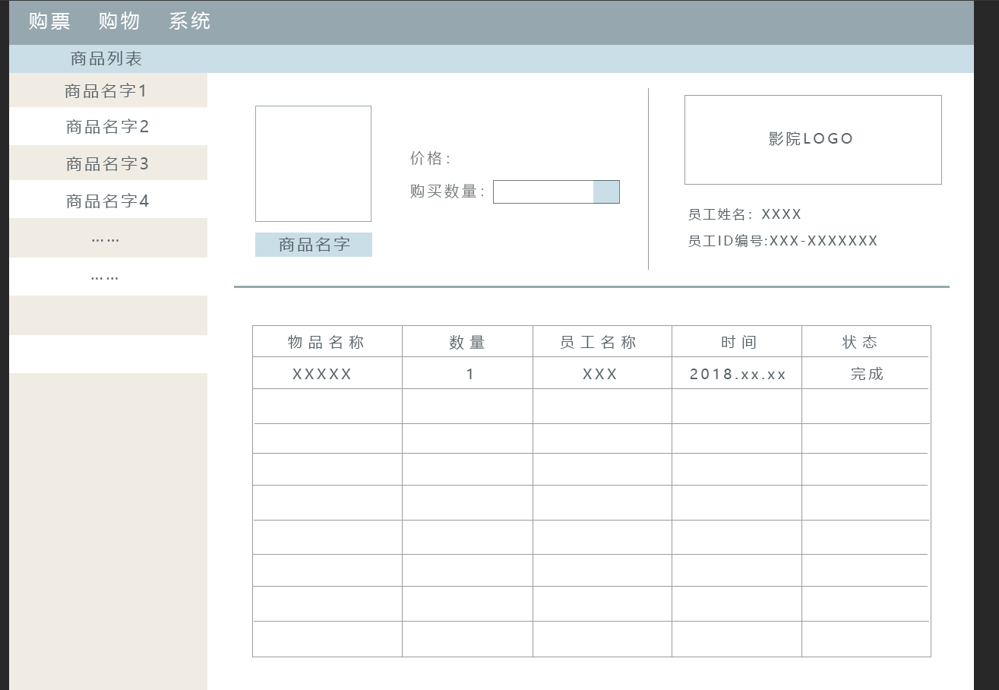 购票 购物 系统
商品列表
商品名字1
商品名字2
商品名字3
商品名字4
……
……
商品名字
价格：
购买数量：
影院LOGO
员工姓名：XXXX
员工ID编号:XXX-XXXXXXX
物品名称 数量 员工名称 时间 状态
XXXXX 1 XXX 2018.xx.xx 完成